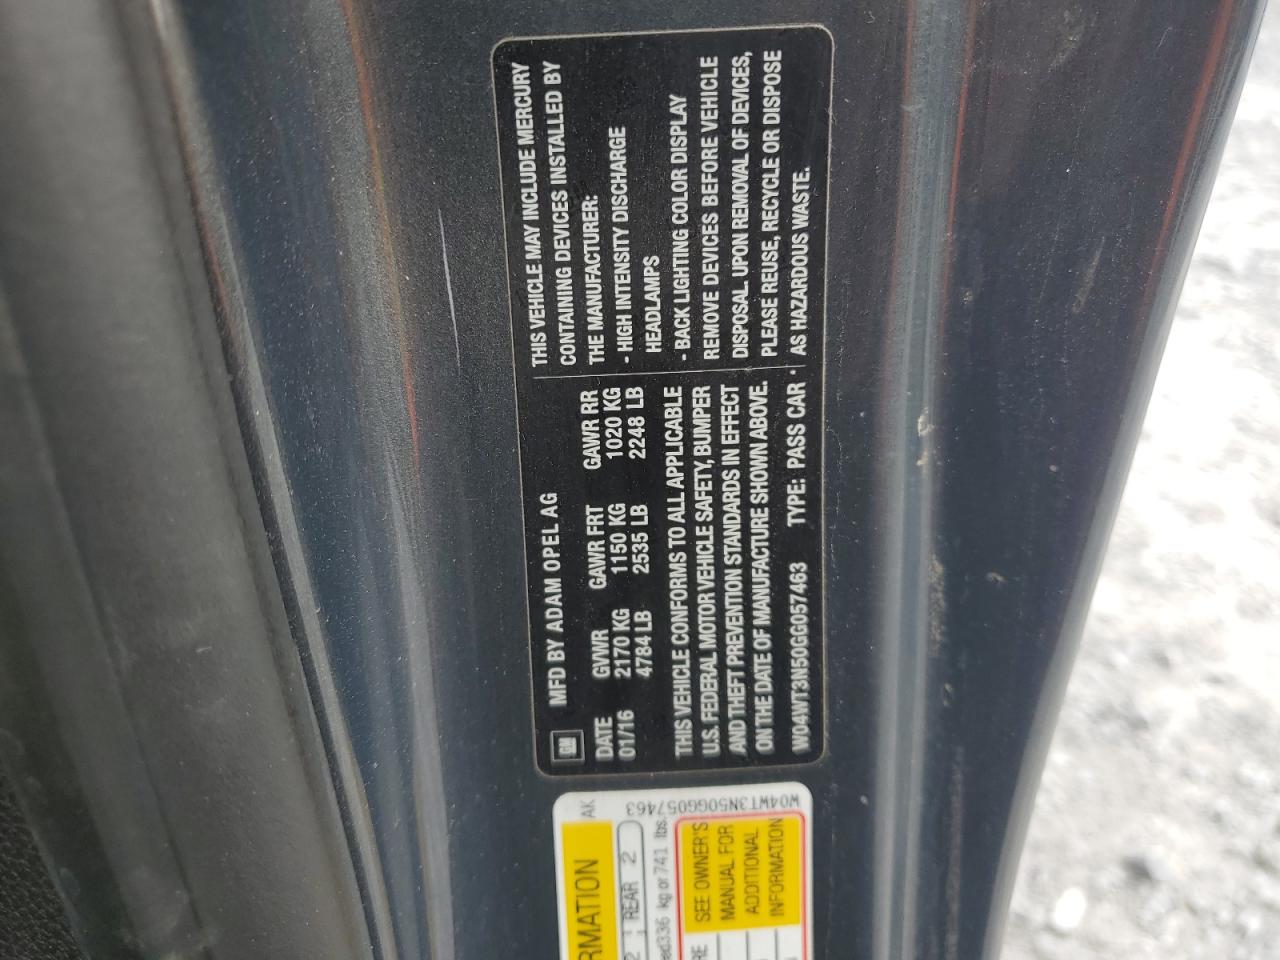 GM MFD BY ADAM OPEL AG
DATE GVWR GAWR FRT GAWR RR
01/16 2170 KG 1150 KG 1020 KG
4784 LB 2535 LB 2248 LB
THIS VEHICLE CONFORMS TO ALL APPLICABLE
U.S. FEDERAL MOTOR VEHICLE SAFETY, BUMPER
AND THEFT PREVENTION STANDARDS IN EFFECT
ON THE DATE OF MANUFACTURE SHOWN ABOVE.
W04WT3N50GG057463 TYPE: PASS CAR
THIS VEHICLE MAY INCLUDE MERCURY
CONTAINING DEVICES INSTALLED BY
THE MANUFACTURER:
- HIGH INTENSITY DISCHARGE
HEADLAMPS
- BACK LIGHTING COLOR DISPLAY
REMOVE DEVICES BEFORE VEHICLE
DISPOSAL UPON REMOVAL OF DEVICES,
PLEASE REUSE, RECYCLE OR DISPOSE
AS HAZARDOUS WASTE.
RMATION AK
2 REAR 2
336 kg or 741 lbs.
SEE OWNER'S
MANUAL FOR
ADDITIONAL
INFORMATION
W04WT3N50GG057463